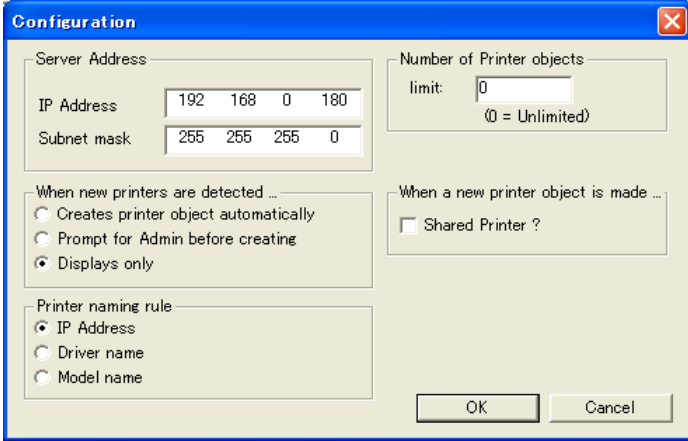 Configuration
Server Address
IP Address 192 168 0 180
Subnet mask 255 255 255 0
Number of Printer objects
limit: 0
(0 = Unlimited)
When new printers are detected ...
Creates printer object automatically
Prompt for Admin before creating
Displays only
When a new printer object is made ...
Shared Printer ?
Printer naming rule
IP Address
Driver name
Model name
OK Cancel